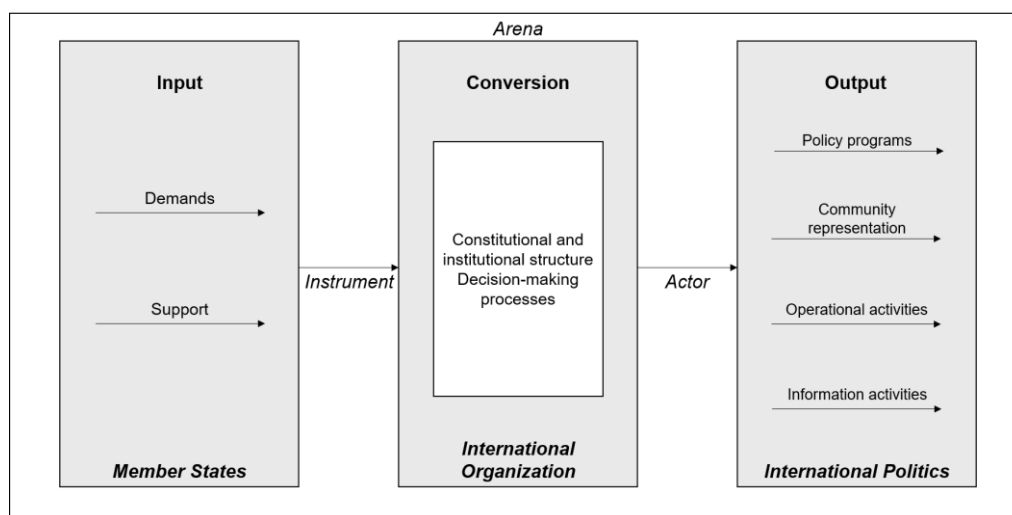 Arena
Input
Demands
Support
Member States
Instrument
Conversion
Constitutional and
institutional structure
Decision-making
processes
International
Organization
Actor
Output
Policy programs
Community
representation
Operational activities
Information activities
International Politics